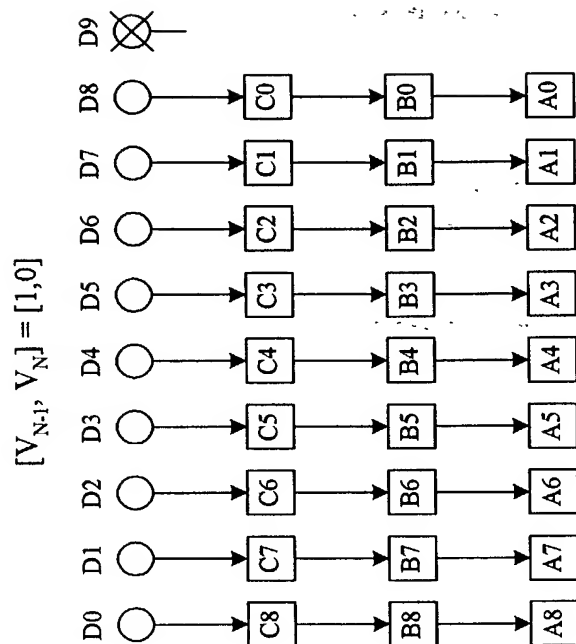 [V_{N-1}, V_N] = [1,0]
D0 D1 D2 D3 D4 D5 D6 D7 D8 D9
C8 C7 C6 C5 C4 C3 C2 C1 C0
B8 B7 B6 B5 B4 B3 B2 B1 B0
A8 A7 A6 A5 A4 A3 A2 A1 A0